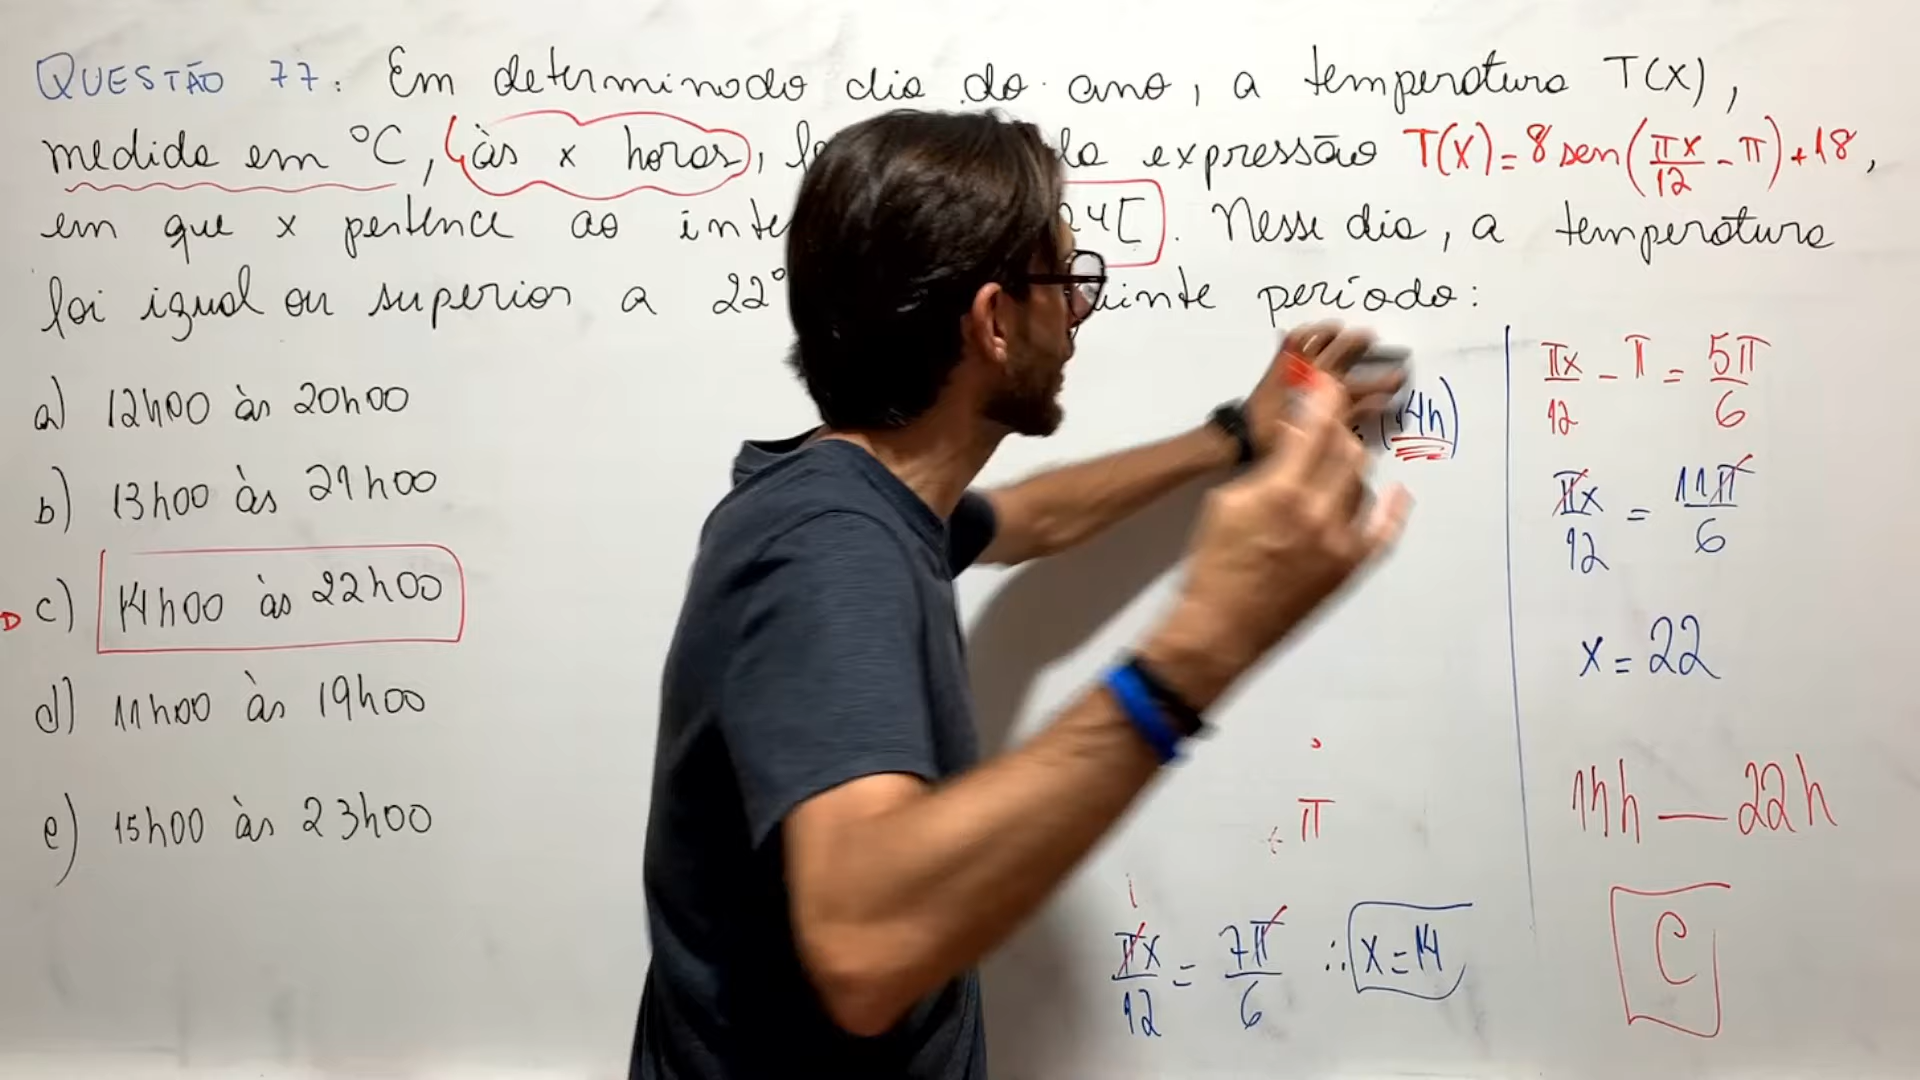 QUESTÃO 77: Em determinado dia do ano, a temperatura T(X),
medida em °C, às x horas, expressão T(X)=8 sen(πx/12 - π)+18,
em que x pertence ao 24[. Nesse dia, a temperatura
foi igual ou superior a 22° período:
a) 12h00 às 20h00
b) 13h00 às 21h00
c) 14h00 às 22h00
d) 11h00 às 19h00
e) 15h00 às 23h00
(14h)
π
πx/12 = 7π/6 ∴ x=14
πx/12 - π = 5π/6
πx/12 = 11π/6
x = 22
14h — 22h
C